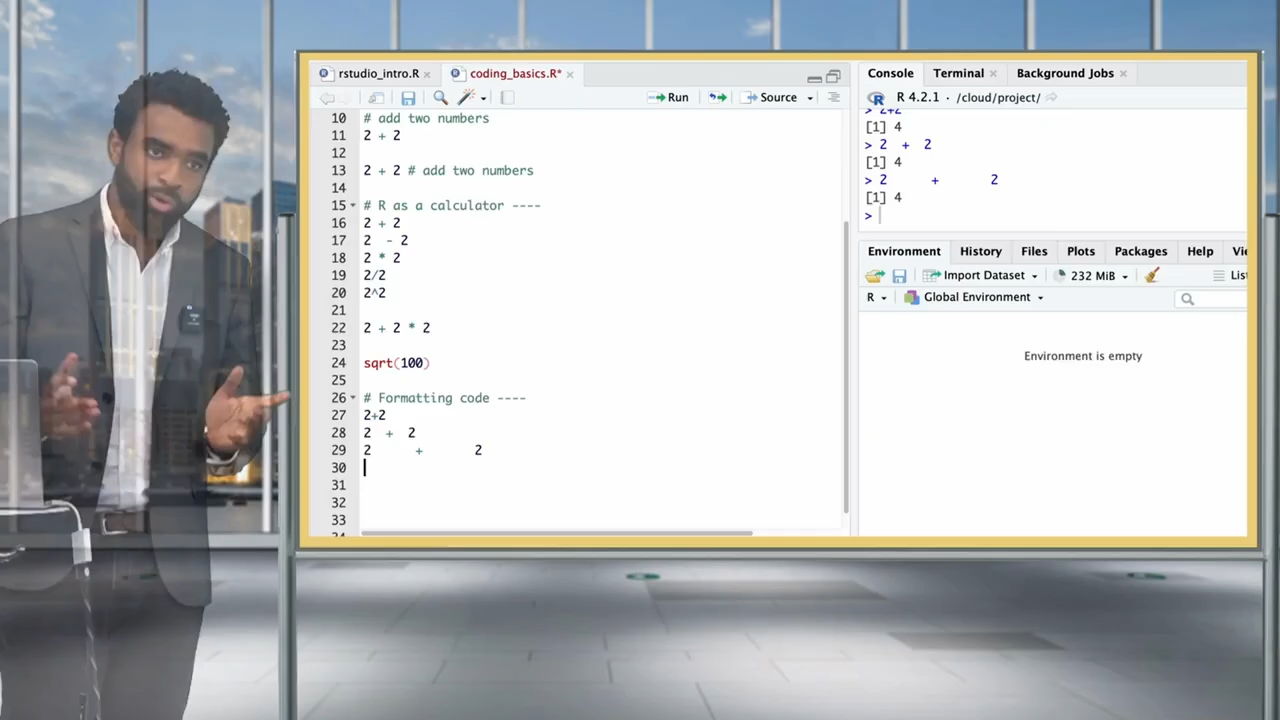 rstudio_intro.R
coding_basics.R*
Run
Source
10 # add two numbers
11 2 + 2
12
13 2 + 2 # add two numbers
14
15 # R as a calculator ----
16 2 + 2
17 2  - 2
18 2 * 2
19 2/2
20 2^2
21
22 2 + 2 * 2
23
24 sqrt(100)
25
26 # Formatting code ----
27 2+2
28 2  +  2
29 2      +       2
30
31
32
33
Console Terminal Background Jobs
R 4.2.1 · /cloud/project/
> 2+2
[1] 4
> 2  +  2
[1] 4
> 2      +       2
[1] 4
>
Environment History Files Plots Packages Help
Import Dataset 232 MiB
R Global Environment
Environment is empty